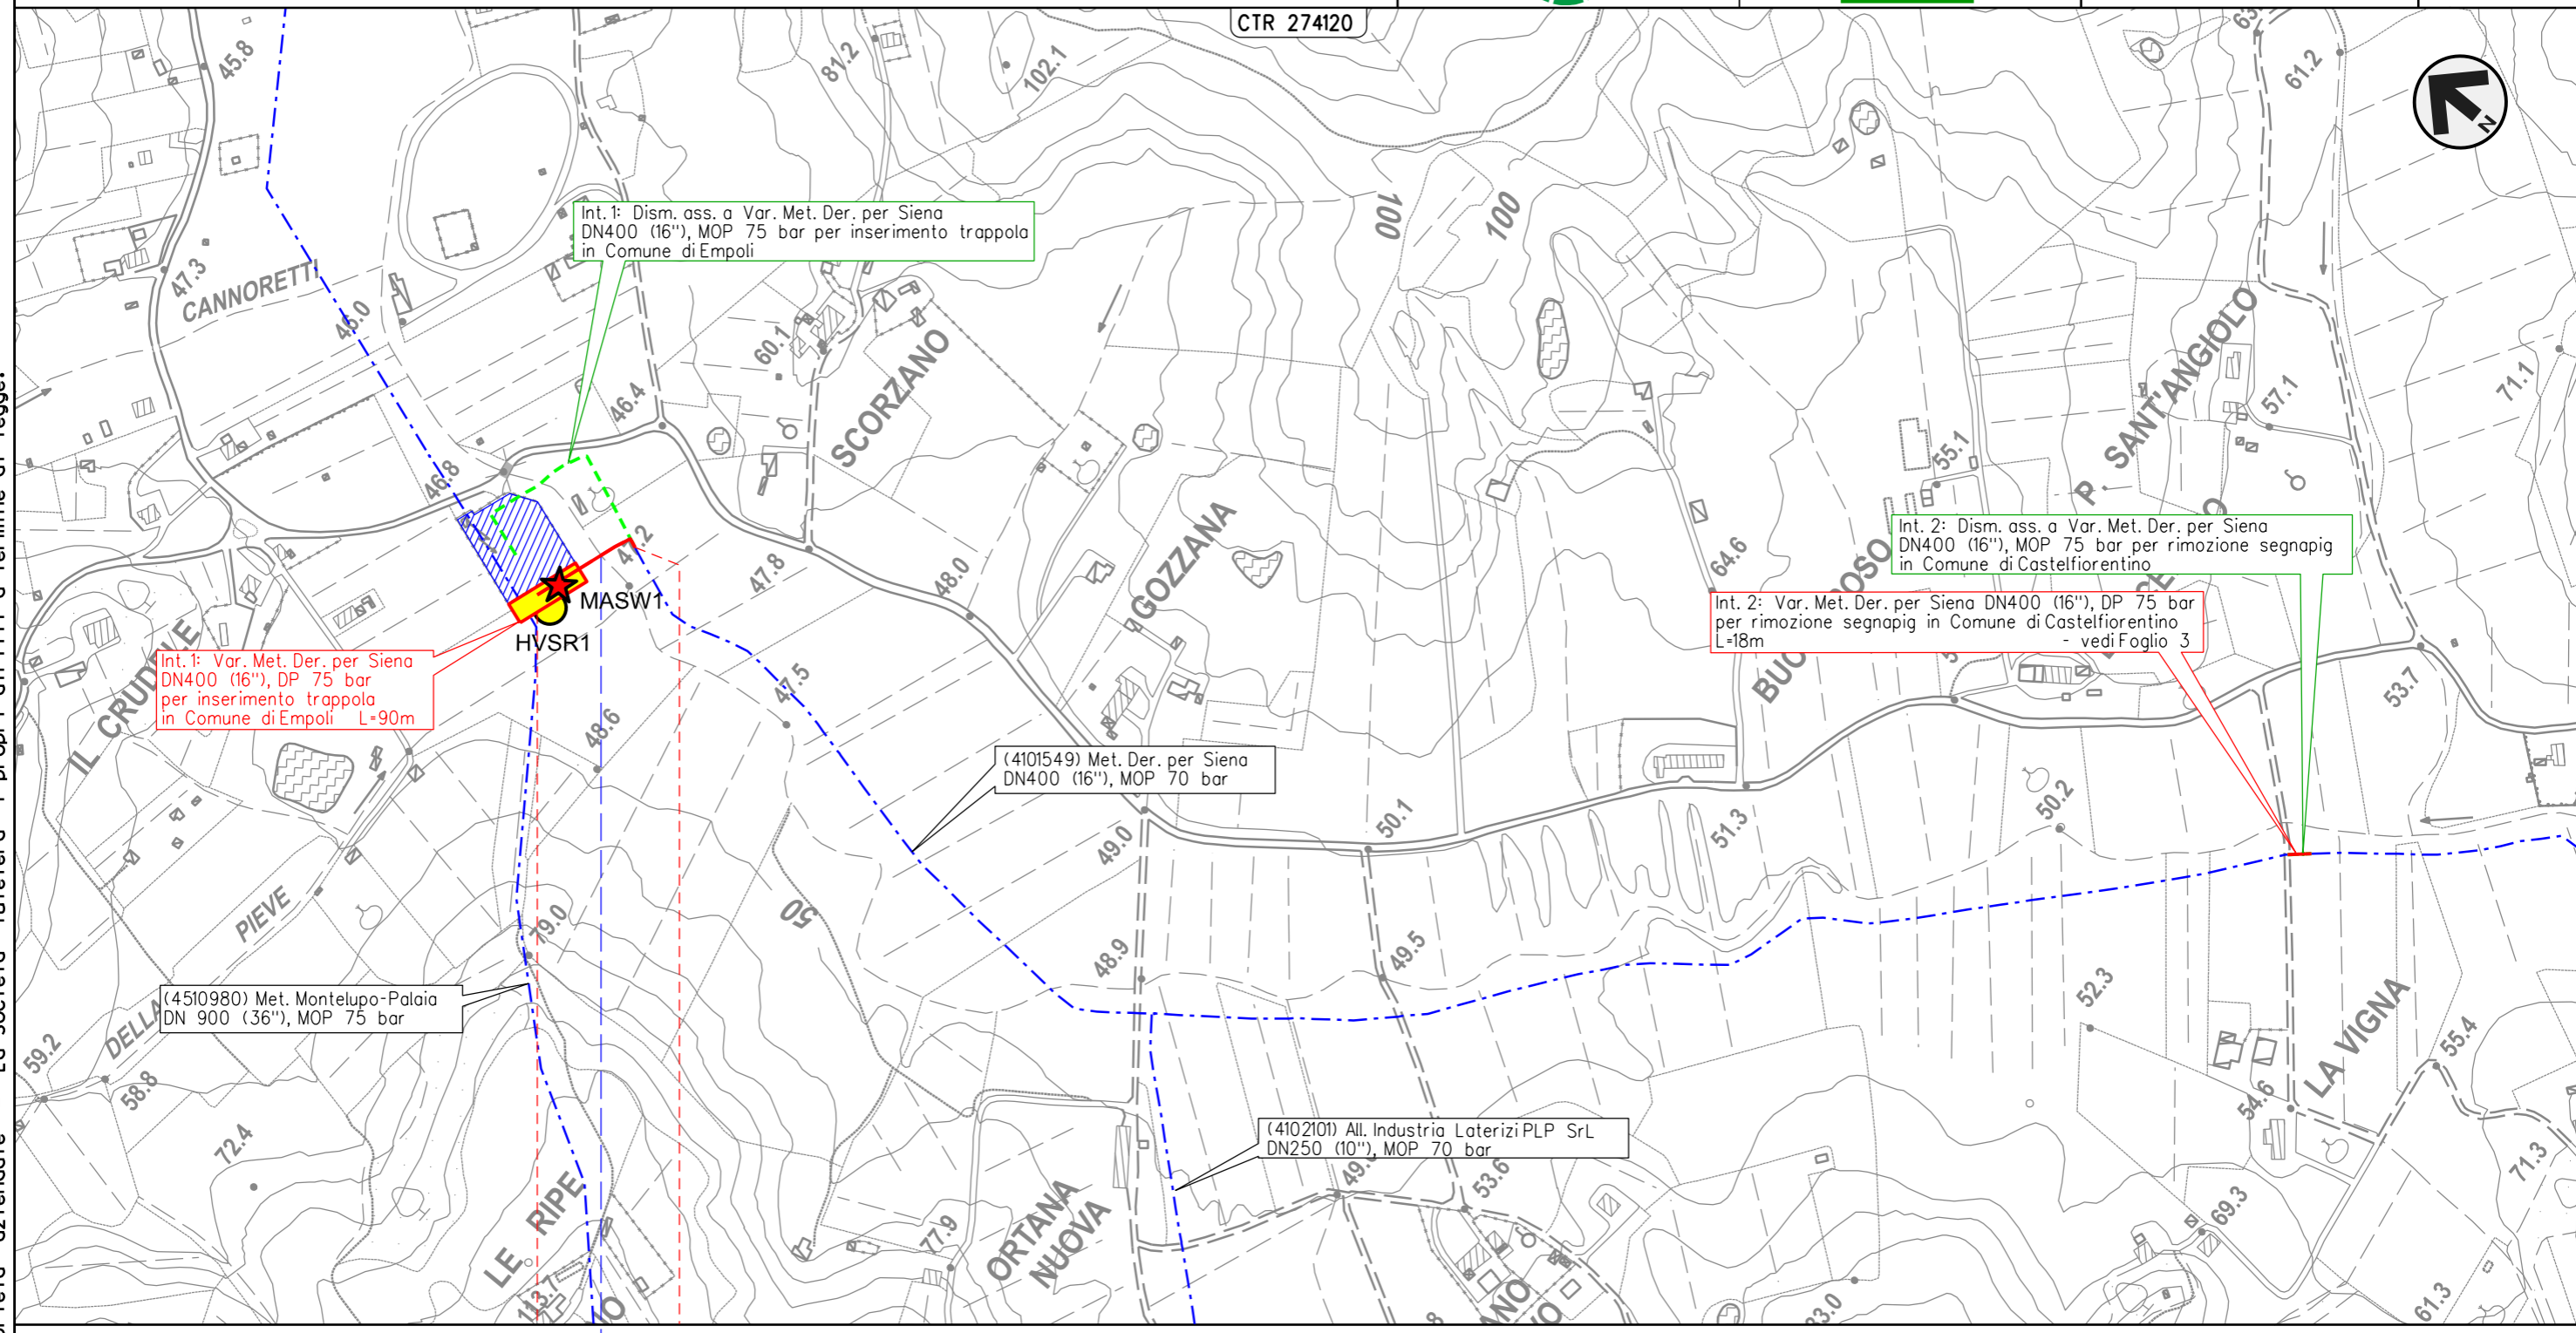 CTR 274120
N
45.8
81.2
102.1
61.2
47.3
CANNORETTI
46.0
Int. 1: Dism. ass. a Var. Met. Der. per Siena
DN400 (16"), MOP 75 bar per inserimento trappola
in Comune di Empoli
100
100
60.1
SCORZANO
46.4
46.8
P. SANT'ANGIOLO
57.1
71.1
55.1
Int. 2: Dism. ass. a Var. Met. Der. per Siena
DN400 (16"), MOP 75 bar per rimozione segnapig
in Comune di Castelfiorentino
64.6
GOZZANA
47.8
48.0
MASW1
HVSR1
Int. 2: Var. Met. Der. per Siena DN400 (16"), DP 75 bar
per rimozione segnapig in Comune di Castelfiorentino
L=18m - vedi Foglio 3
IL CRUDELE
Int. 1: Var. Met. Der. per Siena
DN400 (16"), DP 75 bar
per inserimento trappola
in Comune di Empoli L=90m
47.5
48.6
53.7
(4101549) Met. Der. per Siena
DN400 (16"), MOP 70 bar
49.0
50.1
51.3
50.2
50
79.0
PIEVE
DELLA
48.9
49.5
52.3
(4510980) Met. Montelupo-Palaia
DN 900 (36"), MOP 75 bar
59.2
58.8
72.4
LA VIGNA
55.4
54.6
(4102101) All. Industria Laterizi PLP SrL
DN250 (10"), MOP 70 bar
53.6
71.3
69.3
LE RIPE
77.9
ORTANA
NUOVA
113.7
61.3